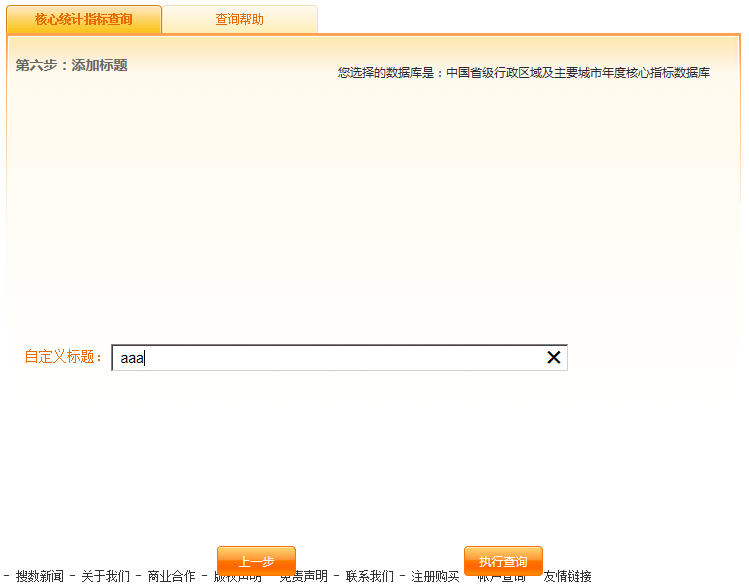 核心统计指标查询 查询帮助
第六步：添加标题
您选择的数据库是：中国省级行政区域及主要城市年度核心指标数据库
自定义标题： aaa
上一步 执行查询
- 搜数新闻 - 关于我们 - 商业合作 - 版权声明 免责声明 - 联系我们 - 注册购买 帐户查询 友情链接